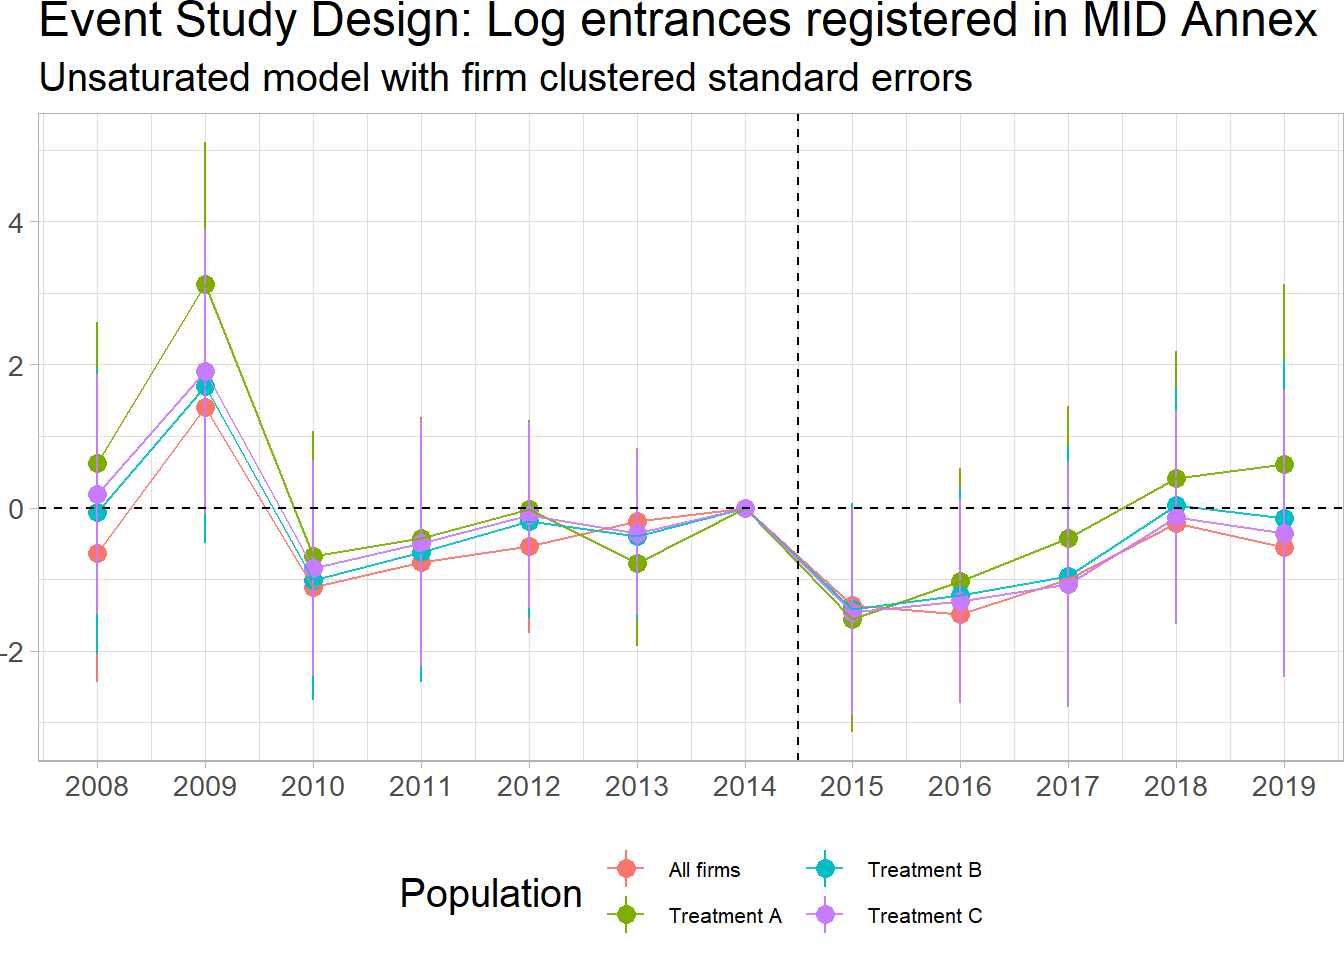 Event Study Design: Log entrances registered in MID Annex
Unsaturated model with firm clustered standard errors
4
2
0
-2
2008 2009 2010 2011 2012 2013 2014 2015 2016 2017 2018 2019
Population
All firms
Treatment A
Treatment B
Treatment C